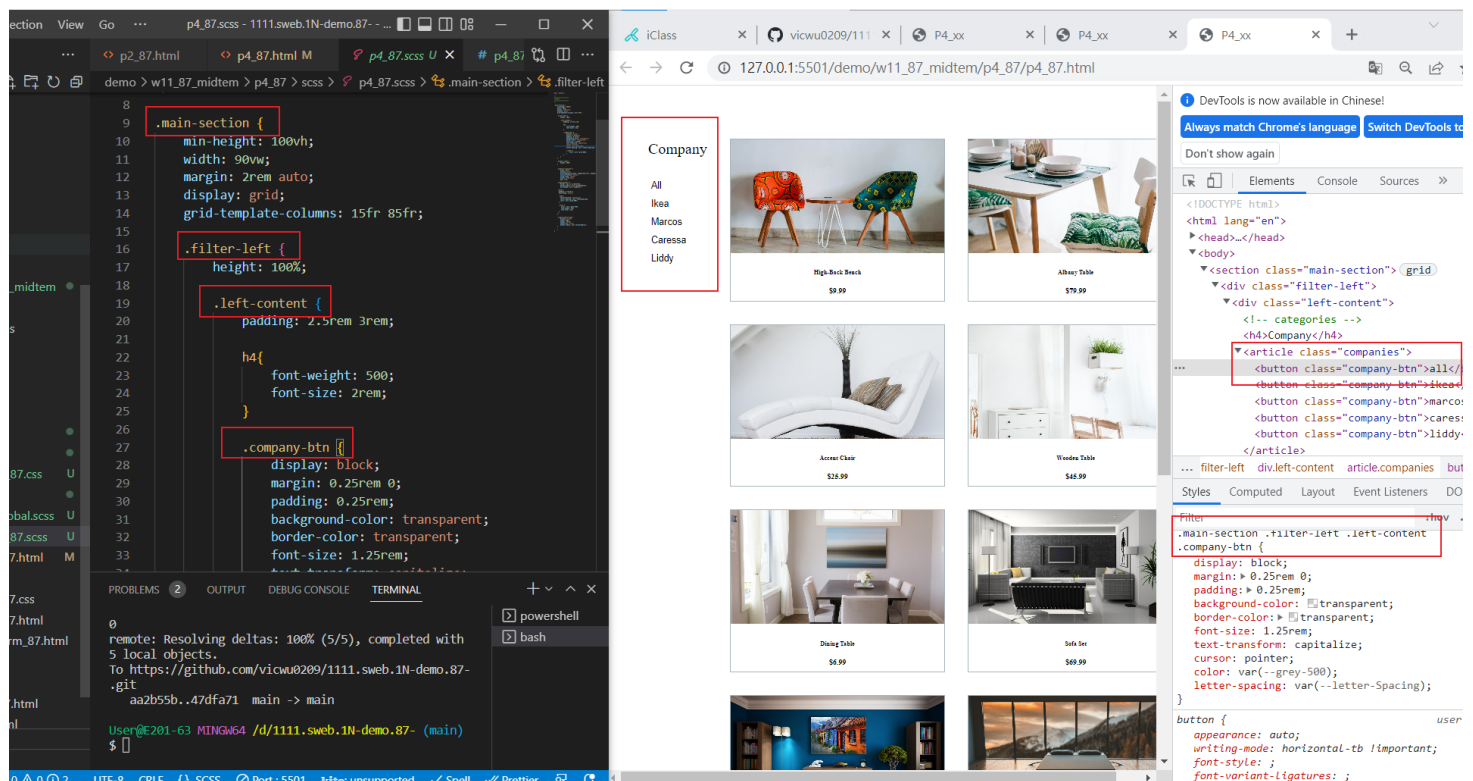 ection View Go ··· p4_87.scss - 1111.sweb.1N-demo.87- - ...
p2_87.html p4_87.html M p4_87.scss U # p4_87
demo > w11_87_midtem > p4_87 > scss > p4_87.scss > .main-section > .filter-left
8
9 .main-section {
10 min-height: 100vh;
11 width: 90vw;
12 margin: 2rem auto;
13 display: grid;
14 grid-template-columns: 15fr 85fr;
15
16 .filter-left {
17 height: 100%;
18
19 .left-content {
20 padding: 2.5rem 3rem;
21
22 h4{
23 font-weight: 500;
24 font-size: 2rem;
25 }
26
27 .company-btn {
28 display: block;
29 margin: 0.25rem 0;
30 padding: 0.25rem;
31 background-color: transparent;
32 border-color: transparent;
33 font-size: 1.25rem;
_midtem
s
87.css U
obal.scss U
87.scss U
7.html M
7.css
7.html
rm_87.html
.html
ml
PROBLEMS 2 OUTPUT DEBUG CONSOLE TERMINAL
powershell
bash
0
remote: Resolving deltas: 100% (5/5), completed with
5 local objects.
To https://github.com/vicwu0209/1111.sweb.1N-demo.87-
.git
aa2b55b..47dfa71 main -> main
User@E201-63 MINGW64 /d/1111.sweb.1N-demo.87- (main)
$
UTF-8 CRLF {} SCSS Port : 5501 Spell Prettier
iClass vicwu0209/111 P4_xx P4_xx P4_xx
127.0.0.1:5501/demo/w11_87_midtem/p4_87/p4_87.html
Company
All
Ikea
Marcos
Caressa
Liddy
High-Back Bench
$9.99
Albany Table
$79.99
Accent Chair
$26.99
Wooden Table
$46.99
Dining Table
$6.99
Sofa Set
$69.99
DevTools is now available in Chinese!
Always match Chrome's language Switch DevTools to
Don't show again
Elements Console Sources »
<!DOCTYPE html>
<html lang="en">
<head>…</head>
<body>
<section class="main-section"> grid
<div class="filter-left">
<div class="left-content">
<!-- categories -->
<h4>Company</h4>
<article class="companies">
··· <button class="company-btn">all</
<button class="company-btn">ikea<
<button class="company-btn">marcos
<button class="company-btn">caress
<button class="company-btn">liddy<
</article>
... filter-left div.left-content article.companies but
Styles Computed Layout Event Listeners DO
Filter :hov .
.main-section .filter-left .left-content
.company-btn {
display: block;
margin: 0.25rem 0;
padding: 0.25rem;
background-color: transparent;
border-color: transparent;
font-size: 1.25rem;
text-transform: capitalize;
cursor: pointer;
color: var(--grey-500);
letter-spacing: var(--letter-Spacing);
}
button { user
appearance: auto;
writing-mode: horizontal-tb !important;
font-style: ;
font-variant-ligatures: ;